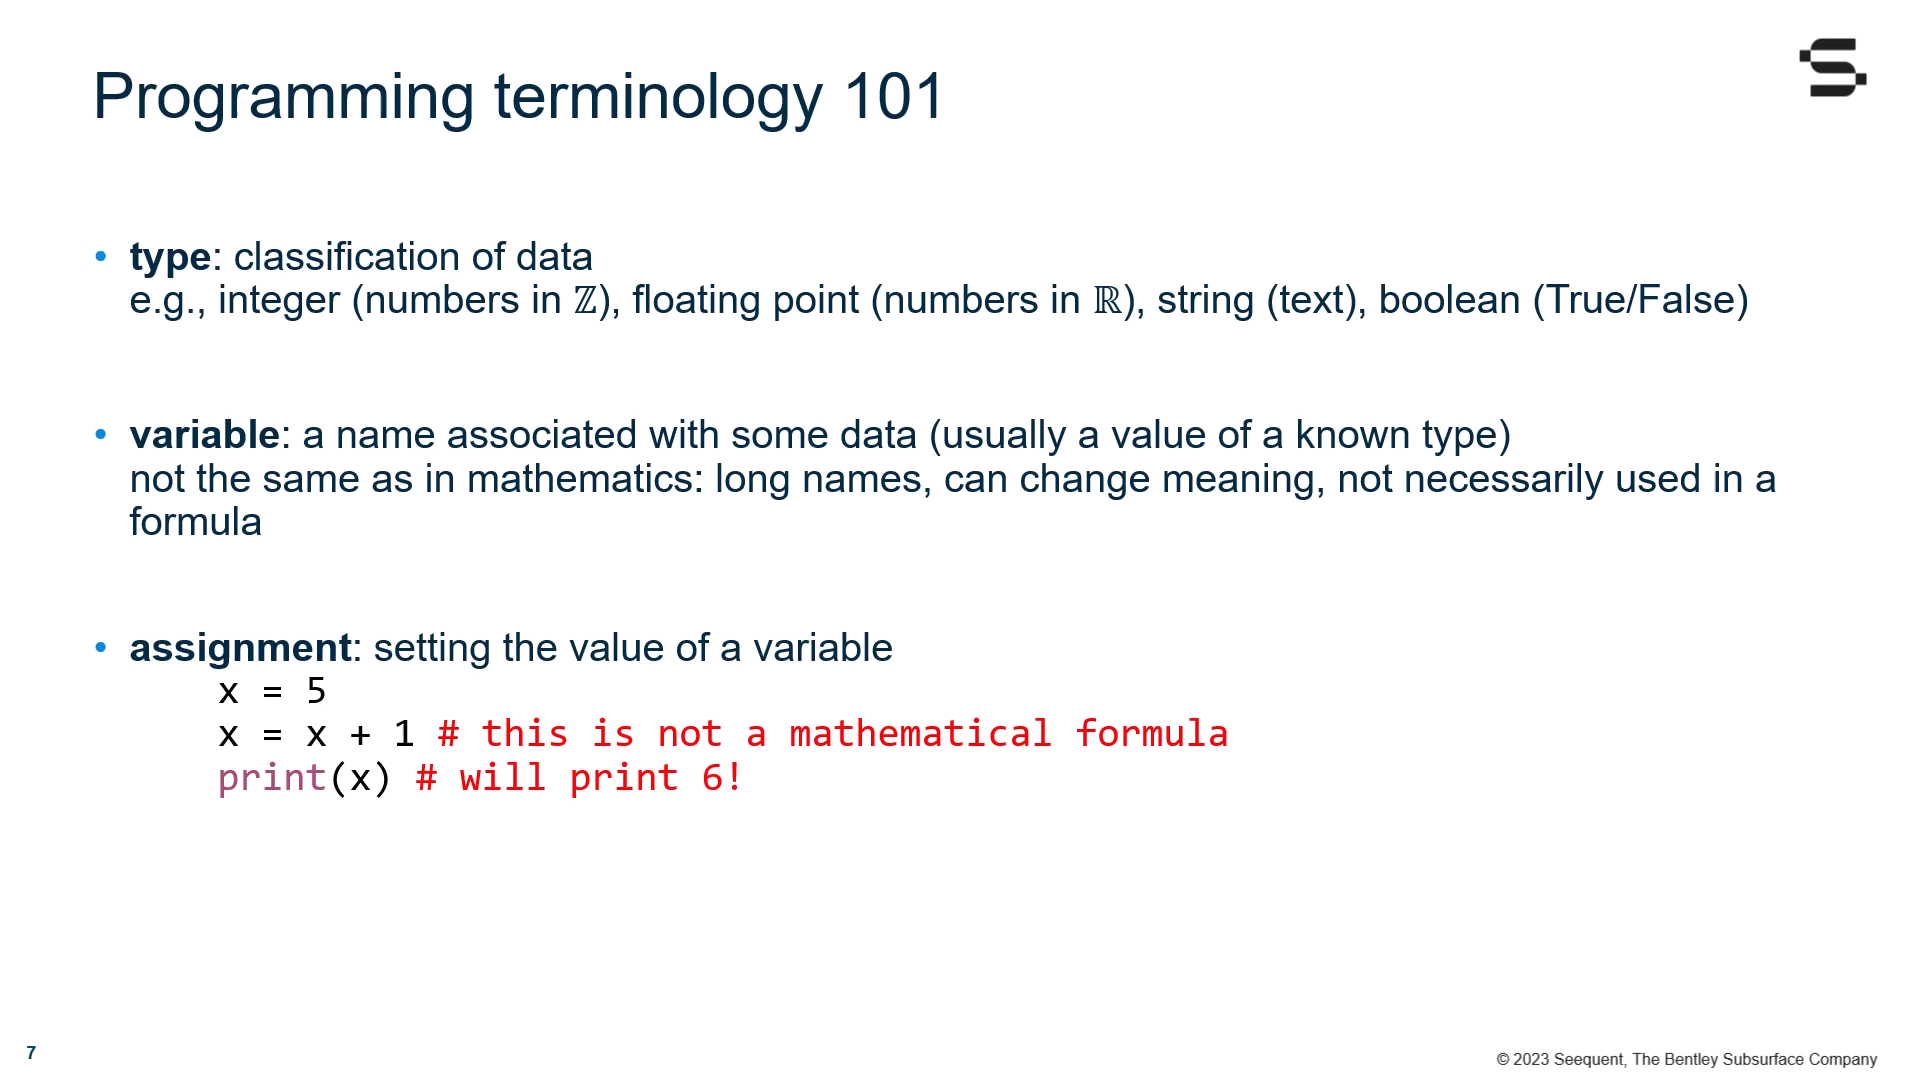 Programming terminology 101
• type: classification of data
e.g., integer (numbers in ℤ), floating point (numbers in ℝ), string (text), boolean (True/False)
• variable: a name associated with some data (usually a value of a known type)
not the same as in mathematics: long names, can change meaning, not necessarily used in a
formula
• assignment: setting the value of a variable
x = 5
x = x + 1 # this is not a mathematical formula
print(x) # will print 6!
7
© 2023 Seequent, The Bentley Subsurface Company